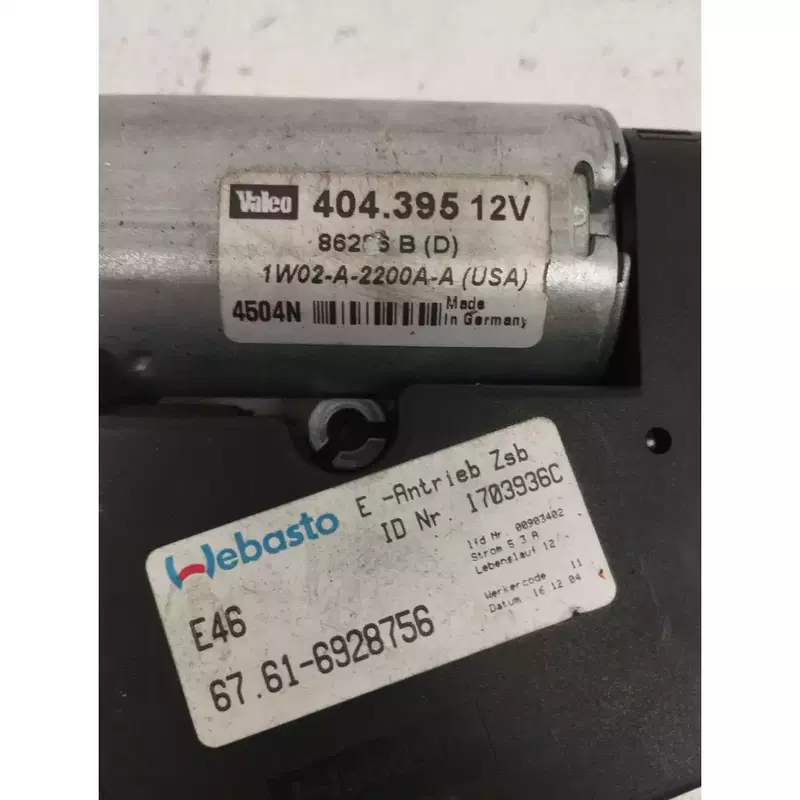 Valeo 404.395 12V
B (D)
1W02-A-2200A-A (USA)
4504N
Made
In Germany
Webasto E -Antrieb Zsb
ID Nr. 1703936C
lfd Nr. 00903402
Strom 5 3 A
Lebenslauf 12
E46
Werkercode 11
Datum 16 12 04
67.61-6928756